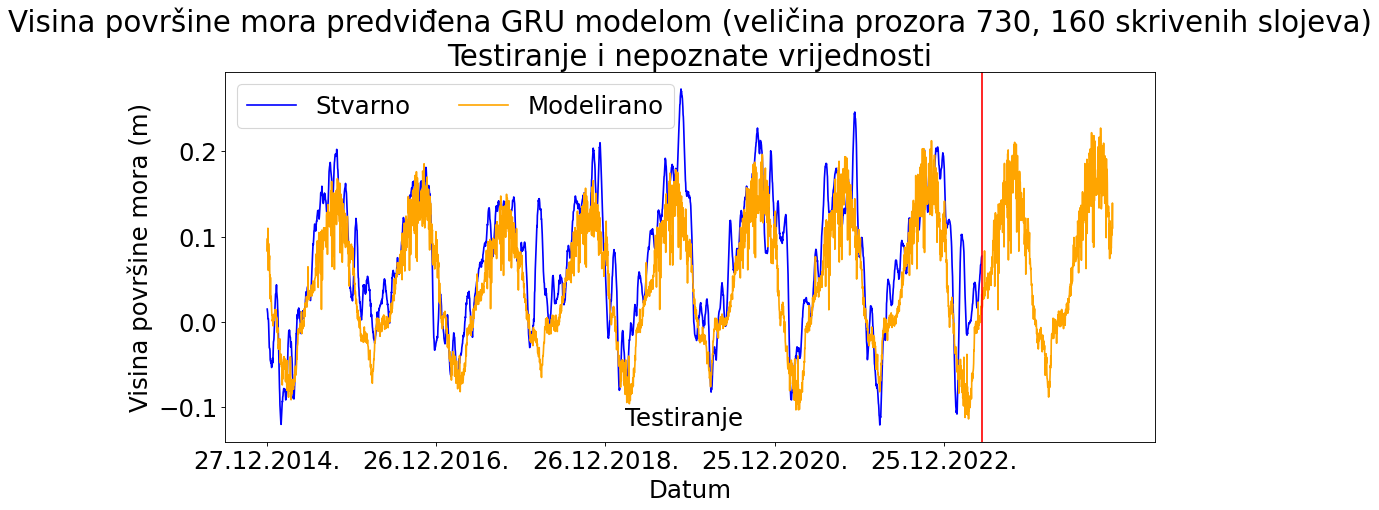 Visina površine mora predviđena GRU modelom (veličina prozora 730, 160 skrivenih slojeva)
Testiranje i nepoznate vrijednosti
Stvarno
Modelirano
Visina površine mora (m)
0.2
0.1
0.0
−0.1
Testiranje
27.12.2014.
26.12.2016.
26.12.2018.
25.12.2020.
25.12.2022.
Datum